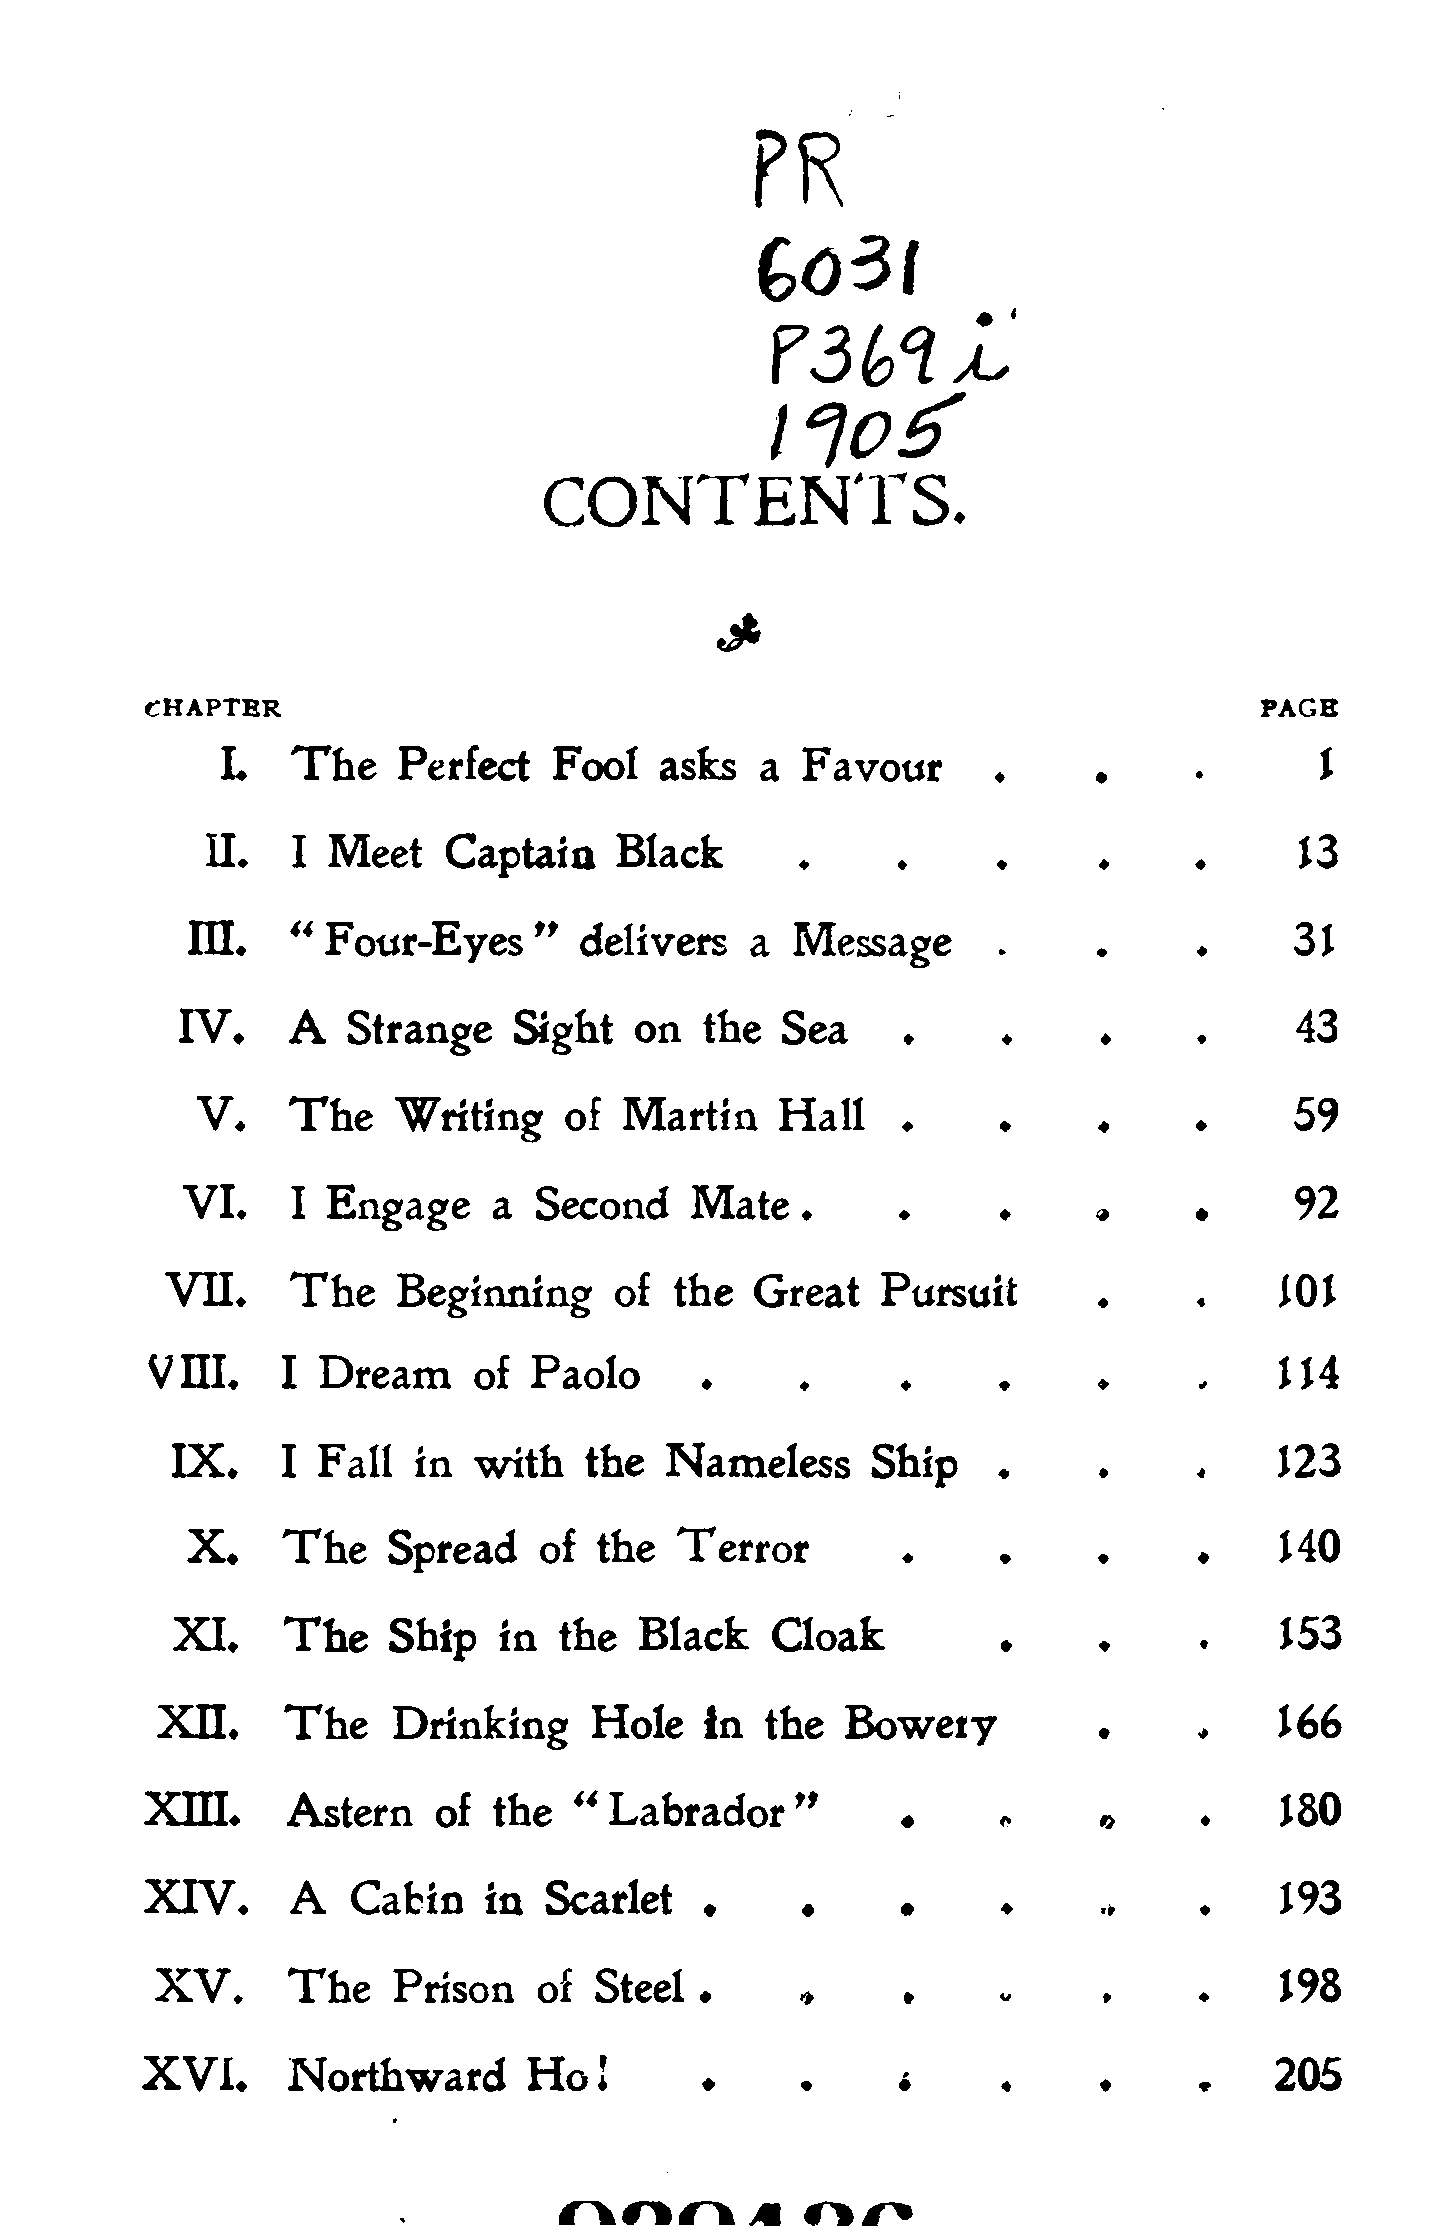 PR
6031
P369i
1905
CONTENTS.
CHAPTER PAGE
I. The Perfect Fool asks a Favour . . . 1
II. I Meet Captain Black . . . . . 13
III. "Four-Eyes" delivers a Message . . . 31
IV. A Strange Sight on the Sea . . . . 43
V. The Writing of Martin Hall . . . . 59
VI. I Engage a Second Mate . . . . . 92
VII. The Beginning of the Great Pursuit . . 101
VIII. I Dream of Paolo . . . . . . 114
IX. I Fall in with the Nameless Ship . . . 123
X. The Spread of the Terror . . . . 140
XI. The Ship in the Black Cloak . . . 153
XII. The Drinking Hole in the Bowery . . 166
XIII. Astern of the "Labrador" . . . . 180
XIV. A Cabin in Scarlet . . . . . . 193
XV. The Prison of Steel . . . . . . 198
XVI. Northward Ho! . . . . . . 205